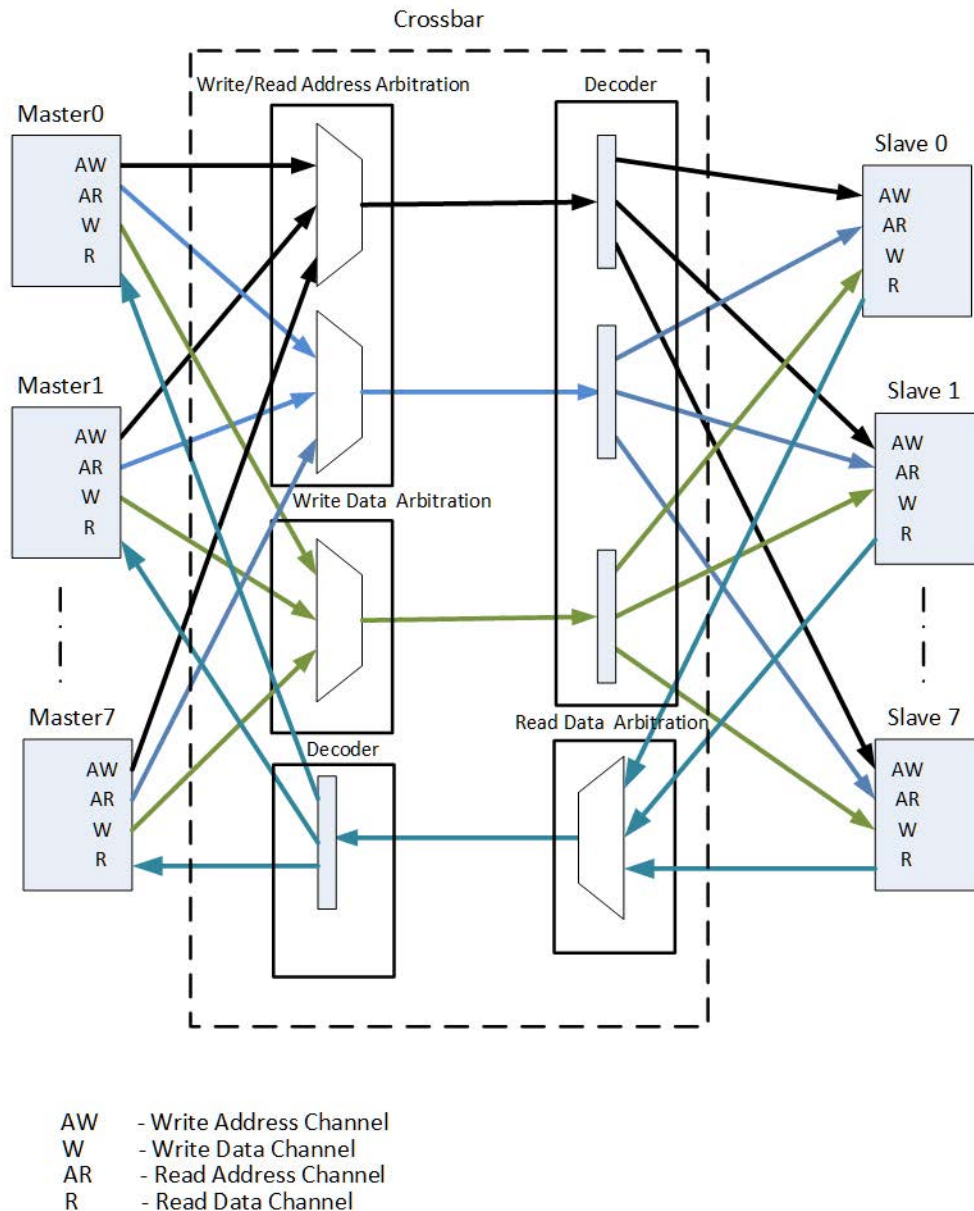 Crossbar
Write/Read Address Arbitration
Decoder
Master0
AW
AR
W
R
Slave 0
AW
AR
W
R
Master1
AW
AR
W
R
Slave 1
AW
AR
W
R
Write Data Arbitration
Master7
AW
AR
W
R
Decoder
Read Data Arbitration
Slave 7
AW
AR
W
R
AW - Write Address Channel
W - Write Data Channel
AR - Read Address Channel
R - Read Data Channel